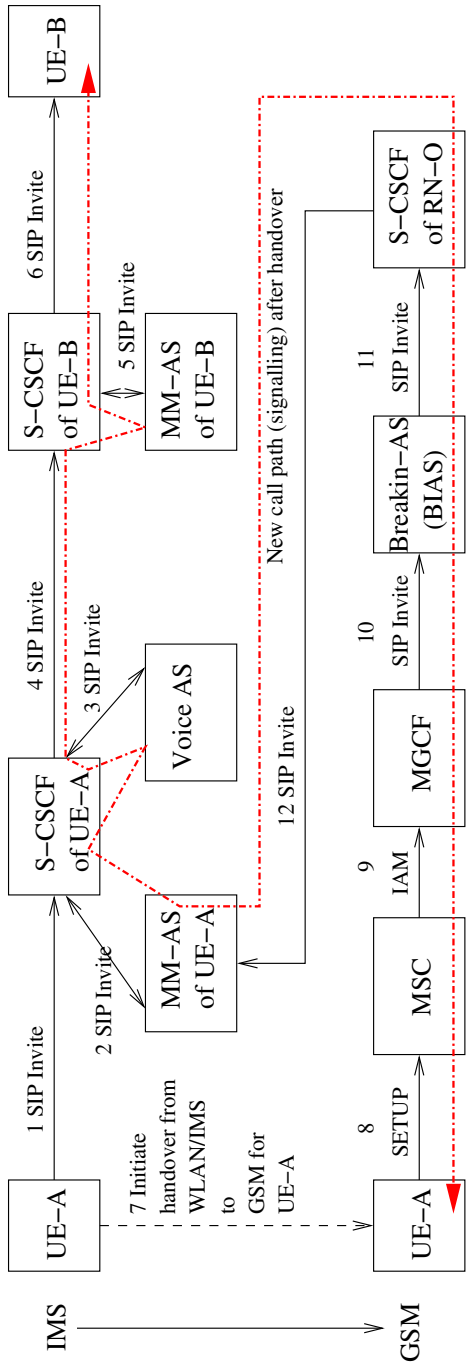 IMS
UE-A
1 SIP Invite
S-CSCF
of UE-A
4 SIP Invite
S-CSCF
of UE-B
6 SIP Invite
UE-B
2 SIP Invite
3 SIP Invite
5 SIP Invite
MM-AS
of UE-A
Voice AS
MM-AS
of UE-B
7 Initiate
handover from
WLAN/IMS
to
GSM for
UE-A
12 SIP Invite
New call path (signalling) after handover
GSM
UE-A
8
SETUP
MSC
9
IAM
MGCF
10
SIP Invite
Breakin-AS
(BIAS)
11
SIP Invite
S-CSCF
of RN-O